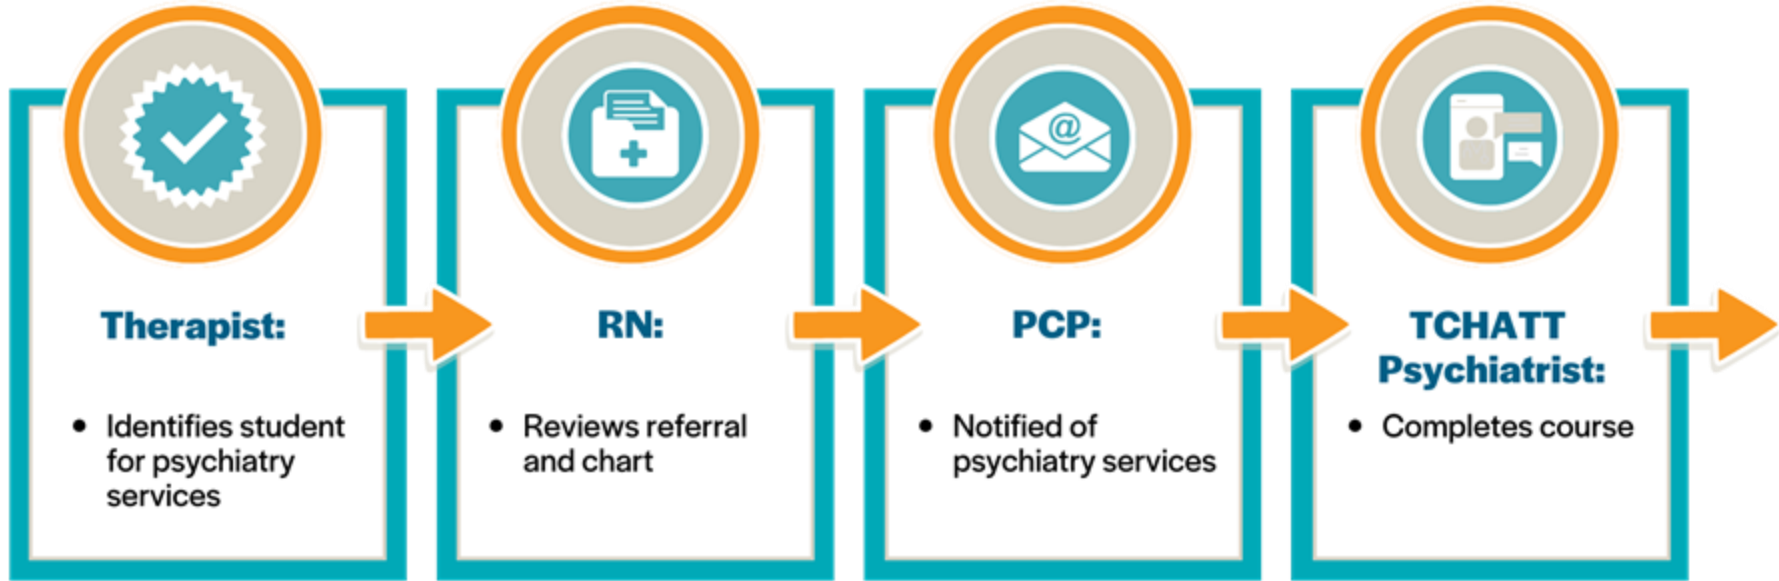 Therapist:
• Identifies student
for psychiatry
services
RN:
• Reviews referral
and chart
@
PCP:
• Notified of
psychiatry services
TCHATT
Psychiatrist:
• Completes course